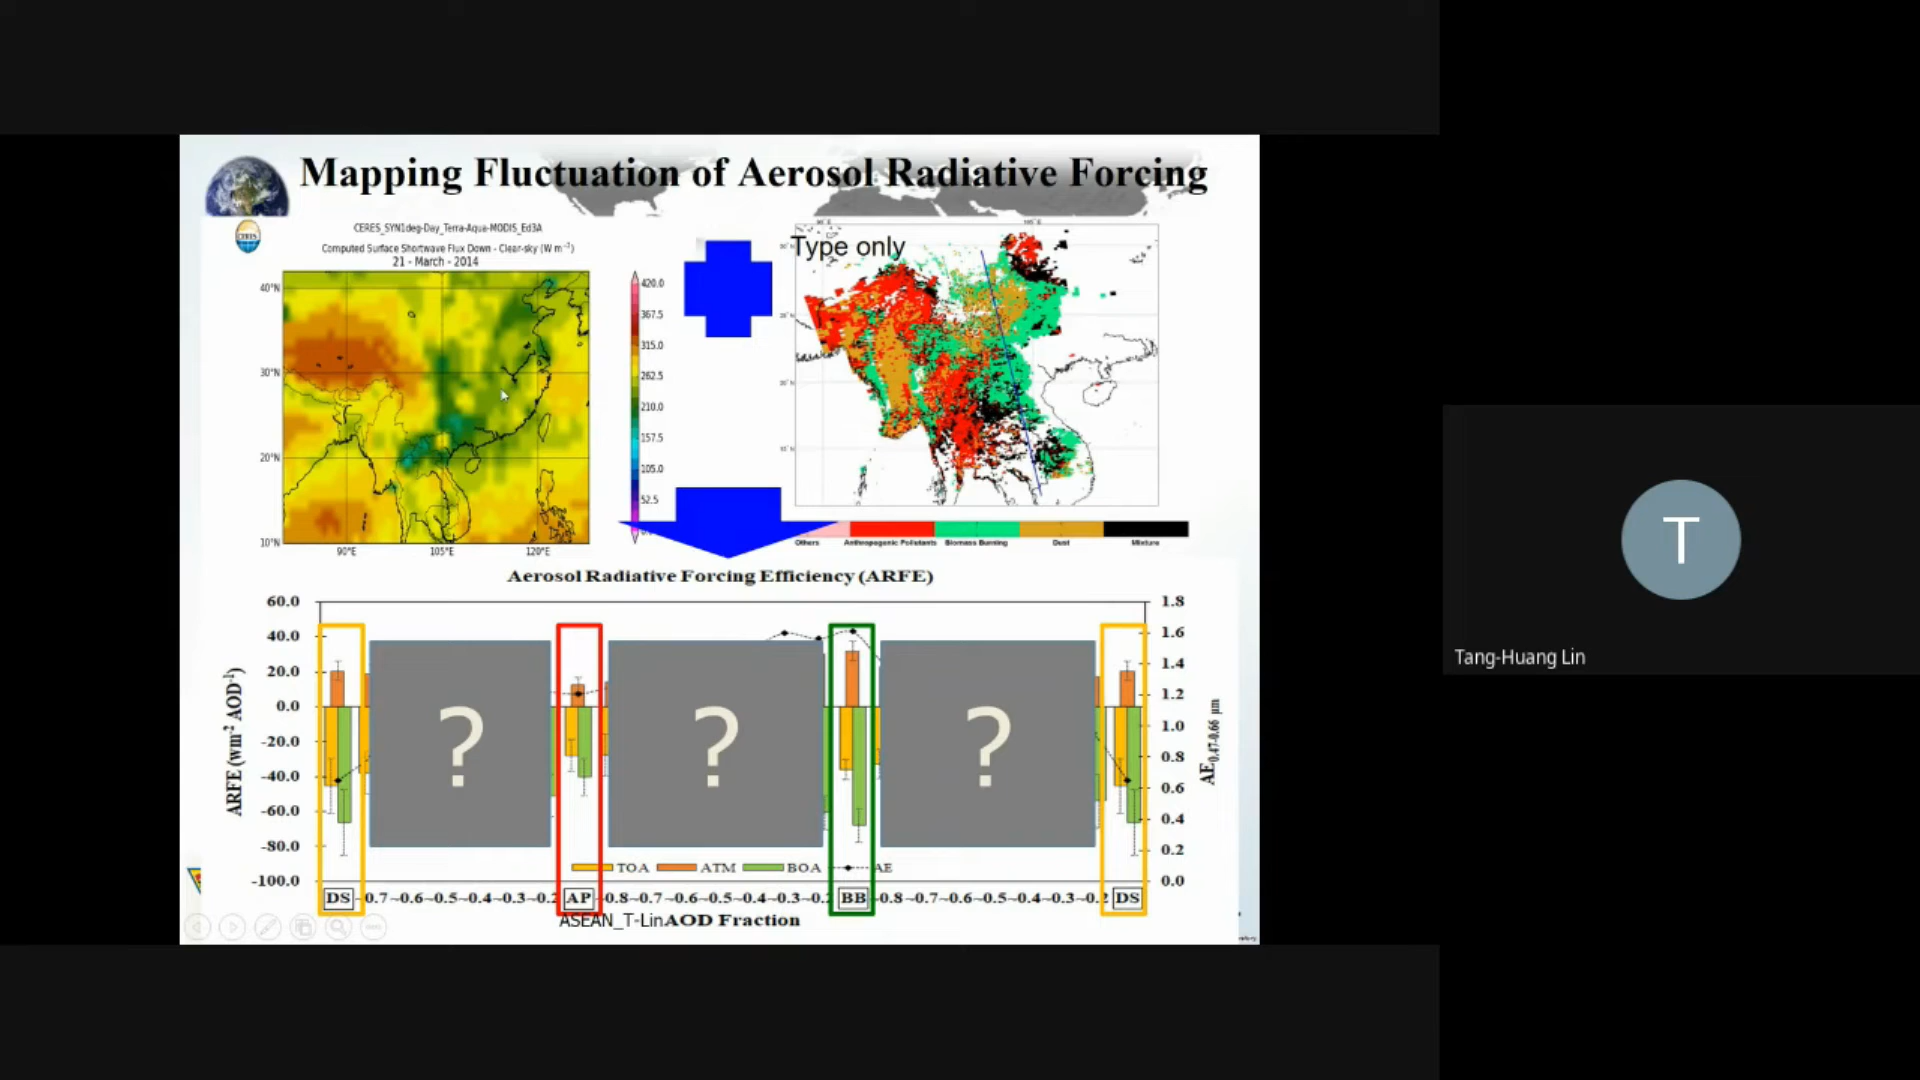 Mapping Fluctuation of Aerosol Radiative Forcing
CERES
CERES_SYN1deg-Day_Terra-Aqua-MODIS_Ed3A
Computed Surface Shortwave Flux Down - Clear-sky (W m⁻²)
21 - March - 2014
40°N
30°N
20°N
10°N
90°E
105°E
120°E
420.0
367.5
315.0
262.5
210.0
157.5
105.0
52.5
Type only
Others
Anthropogenic Pollutants
Biomass Burning
Dust
Mixture
Aerosol Radiative Forcing Efficiency (ARFE)
60.0
40.0
20.0
0.0
-20.0
-40.0
-60.0
-80.0
-100.0
ARFE (wm⁻² AOD⁻¹)
?
?
?
1.8
1.6
1.4
1.2
1.0
0.8
0.6
0.4
0.2
0.0
AE0.47-0.66 μm
TOA
ATM
BOA
AE
DS ~0.7~0.6~0.5~0.4~0.3~0.2 AP ~0.8~0.7~0.6~0.5~0.4~0.3~0.2 BB ~0.8~0.7~0.6~0.5~0.4~0.3~0.2 DS
ASEAN_T-Lin
AOD Fraction
T
Tang-Huang Lin